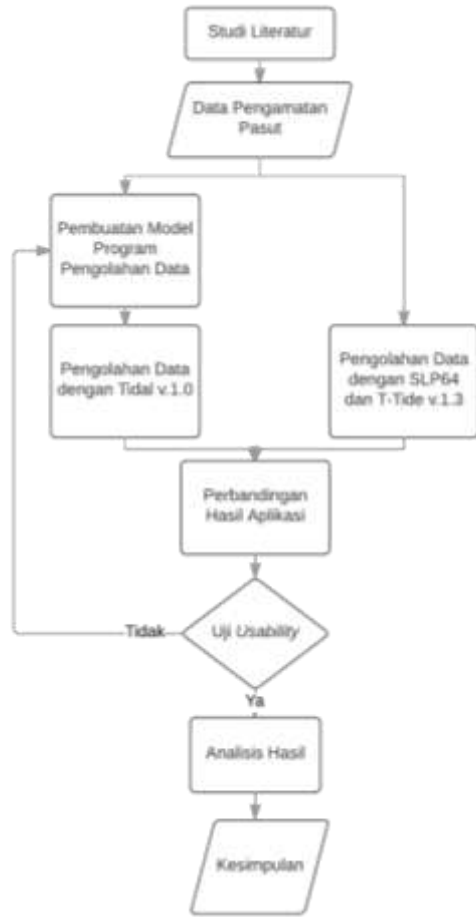 Studi Literatur
Data Pengamatan
Pasut
Pembuatan Model
Program
Pengolahan Data
Pengolahan Data
dengan Tidal v.1.0
Pengolahan Data
dengan SLP64
dan T-Tide v.1.3
Perbandingan
Hasil Aplikasi
Uji Usability
Tidak
Ya
Analisis Hasil
Kesimpulan